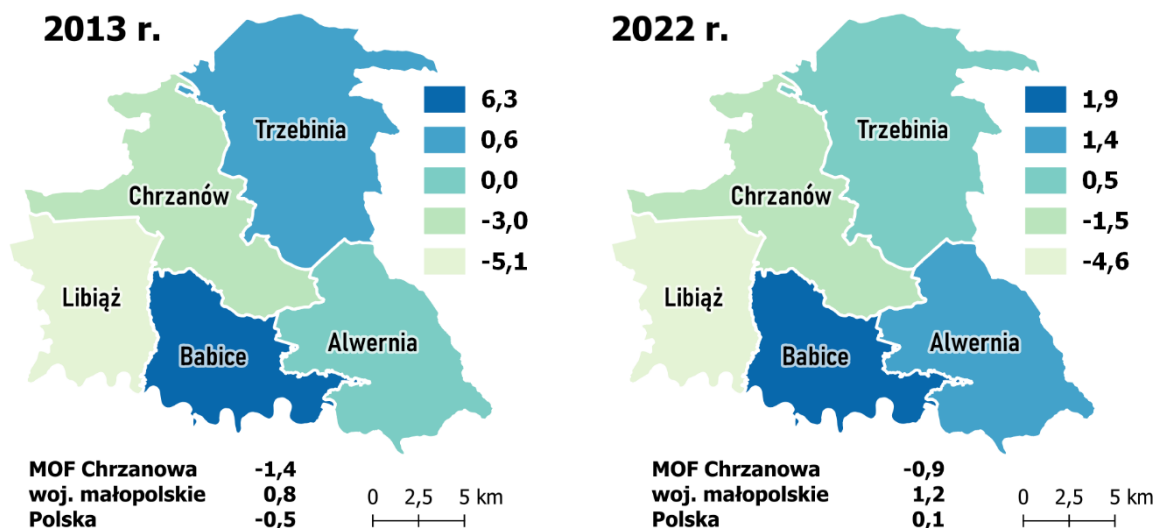 2013 r.
6,3
0,6
0,0
-3,0
-5,1
Trzebinia
Chrzanów
Libiąż
Babice
Alwernia
MOF Chrzanowa -1,4
woj. małopolskie 0,8
Polska -0,5
0 2,5 5 km
2022 r.
1,9
1,4
0,5
-1,5
-4,6
Trzebinia
Chrzanów
Libiąż
Babice
Alwernia
MOF Chrzanowa -0,9
woj. małopolskie 1,2
Polska 0,1
0 2,5 5 km